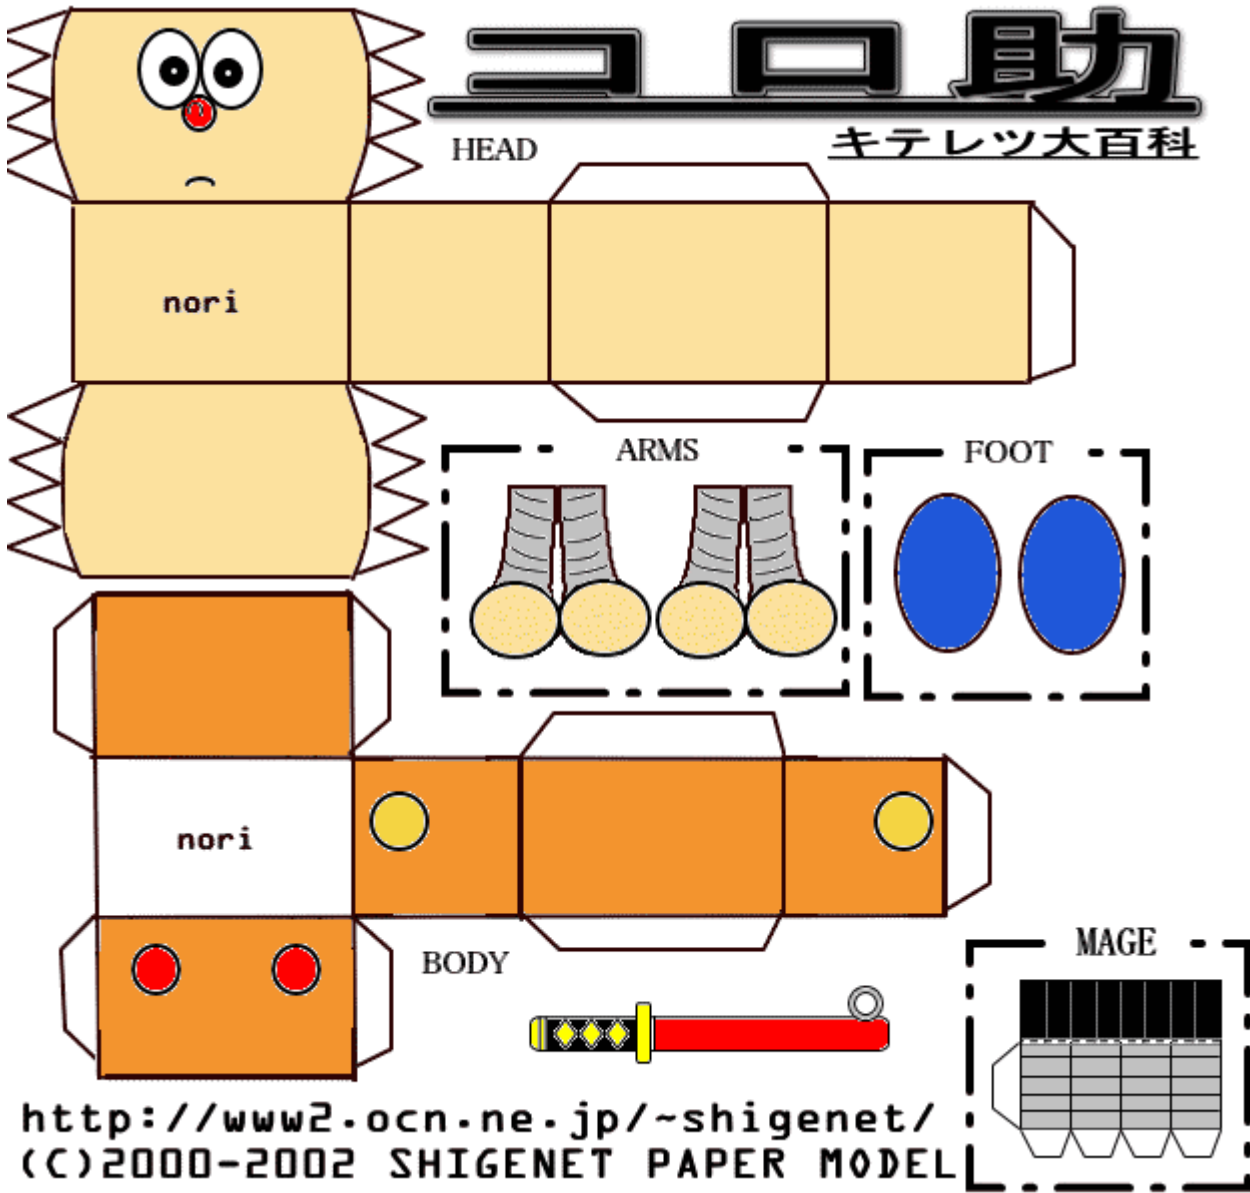 コロ助
キテレツ大百科
HEAD
nori
ARMS
FOOT
nori
BODY
MAGE
http://www2.ocn.ne.jp/~shigenet/
(C)2000-2002 SHIGENET PAPER MODEL